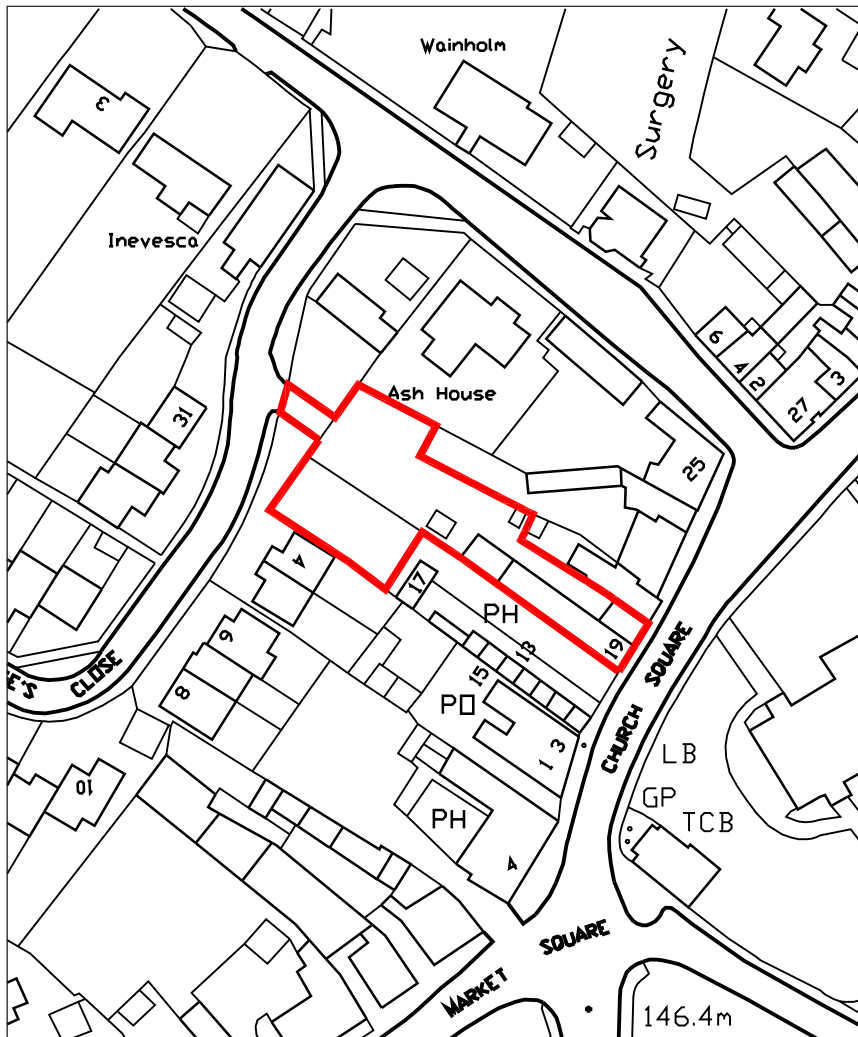 Wainholm
Surgery
3
Inevesca
6
4
2
3
27
Ash House
31
25
4
17
PH
19
13
15
9
8
E'S CLOSE
PO
1 3
CHURCH SQUARE
LB
GP
TCB
10
PH
4
MARKET SQUARE
146.4m